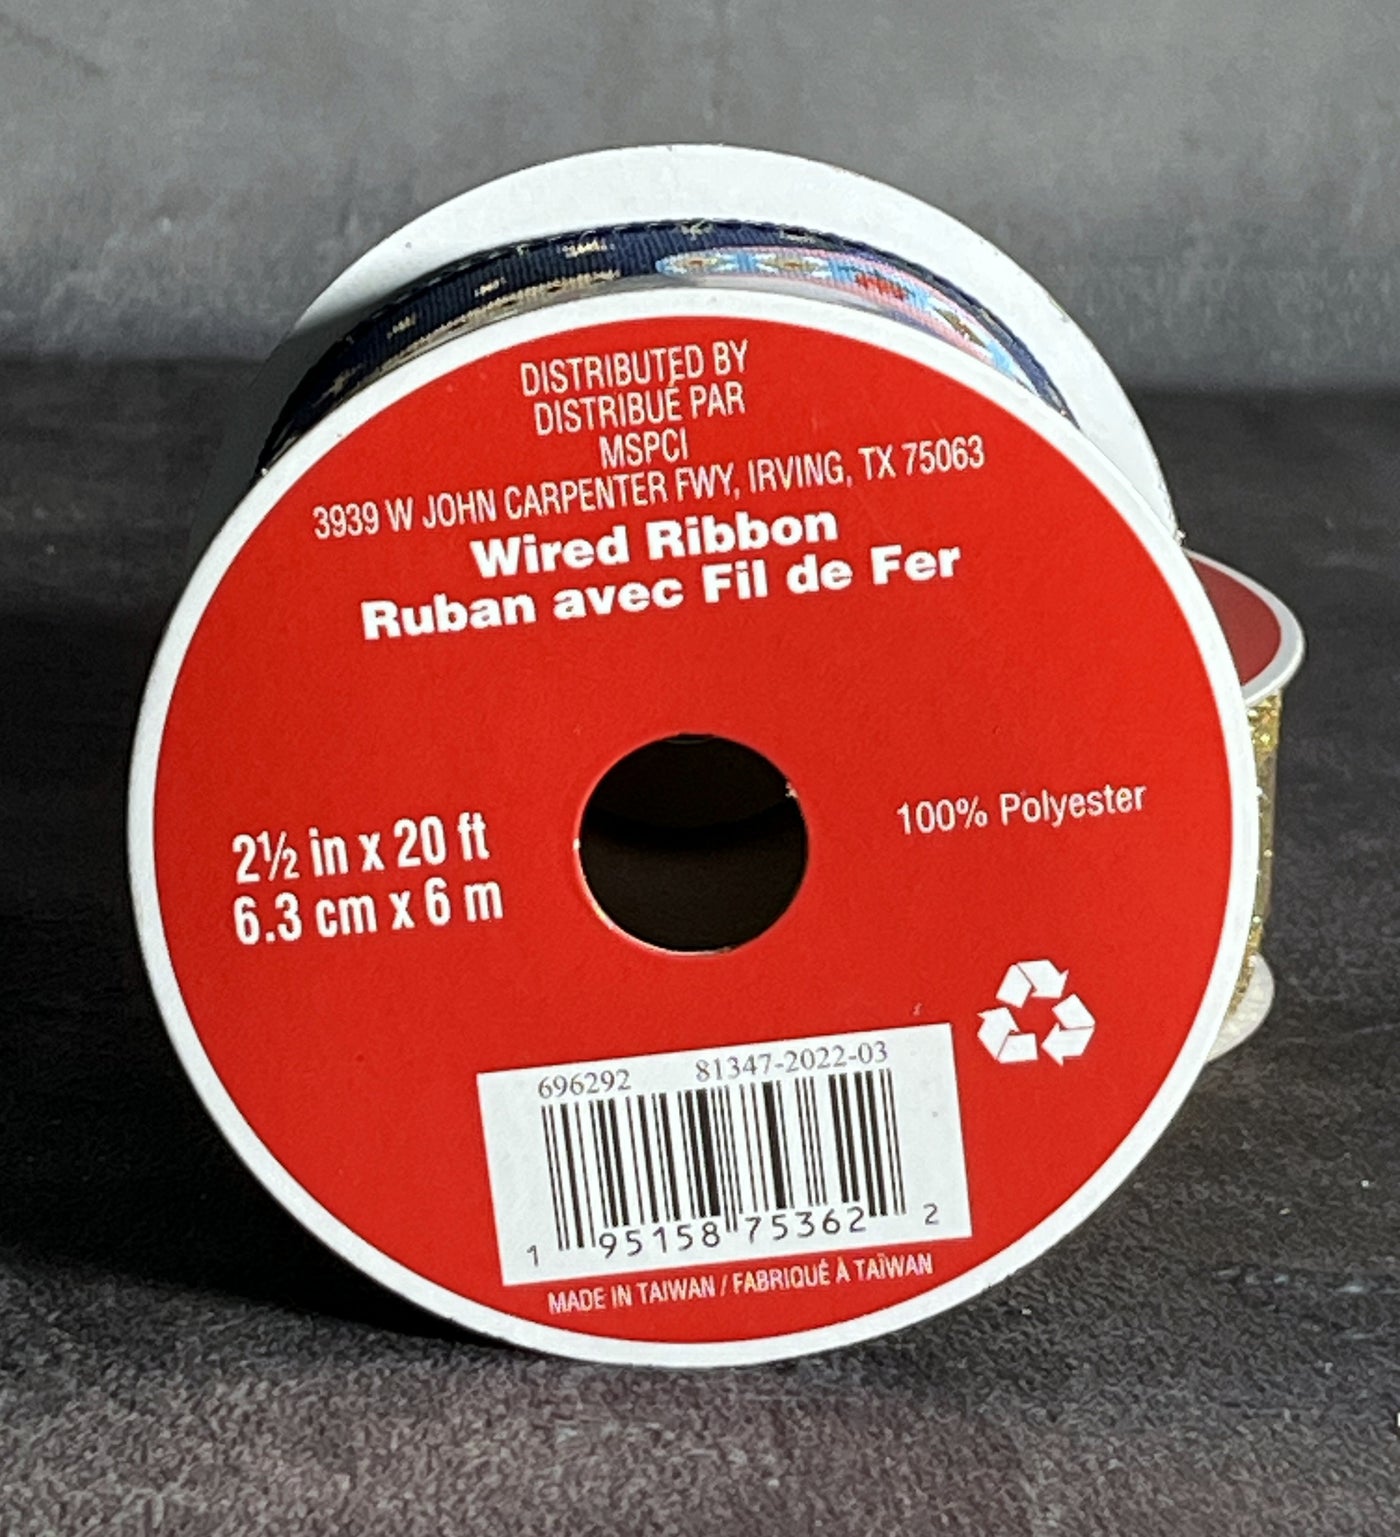 DISTRIBUTED BY
DISTRIBUÉ PAR
MSPCI
3939 W JOHN CARPENTER FWY, IRVING, TX 75063
Wired Ribbon
Ruban avec Fil de Fer
2½ in x 20 ft
6.3 cm x 6 m
100% Polyester
696292 81347-2022-03
1 95158 75362 2
MADE IN TAIWAN / FABRIQUÉ À TAÏWAN